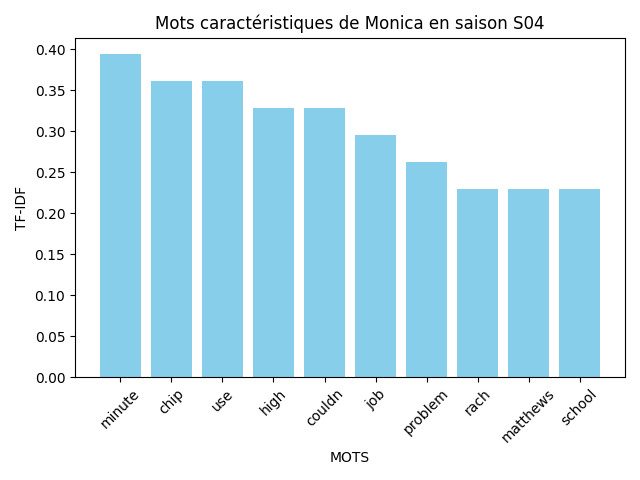 Mots caractéristiques de Monica en saison S04
TF-IDF
0.40
0.35
0.30
0.25
0.20
0.15
0.10
0.05
0.00
minute
chip
use
high
couldn
job
problem
rach
matthews
school
MOTS